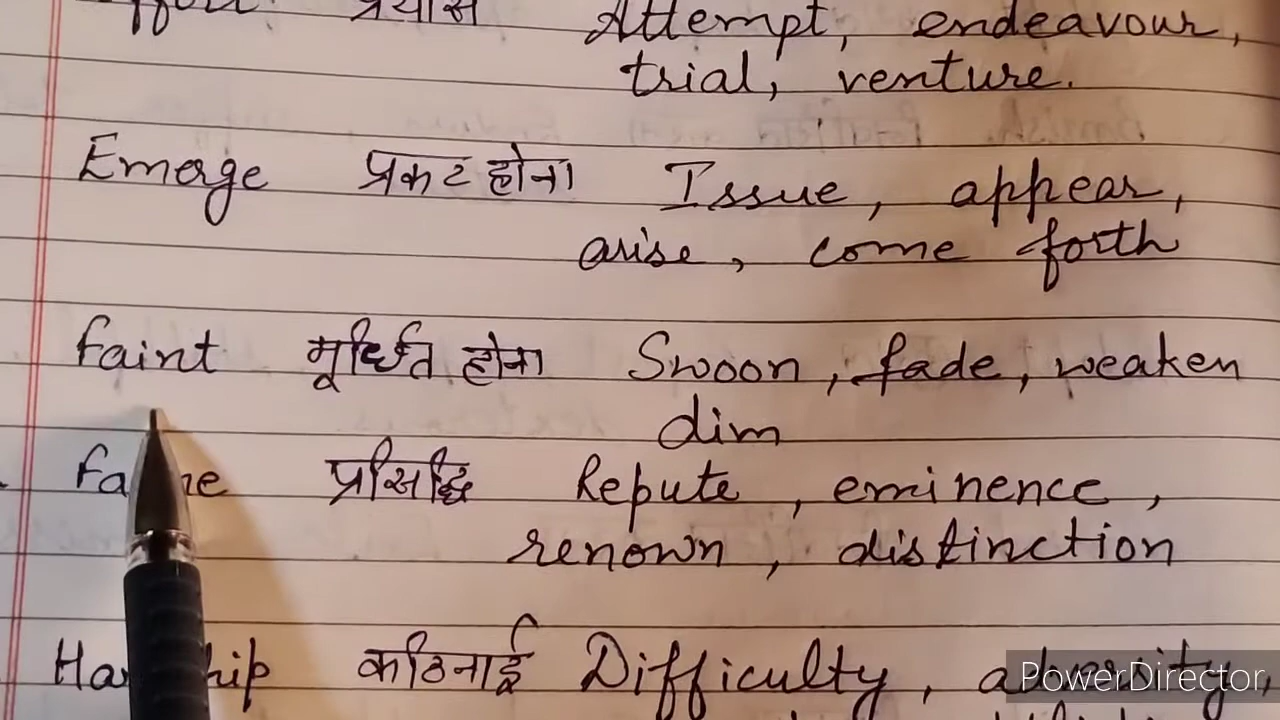 प्रयास Attempt, endeavour,
trial, venture.
Emerge प्रकट होना Issue, appear,
arise, come forth
faint मूर्छित होना Swoon, fade, weaken
dim
प्रसिद्धि Repute, eminence,
renown, distinction
कठिनाई Difficulty, adversity,
PowerDirector